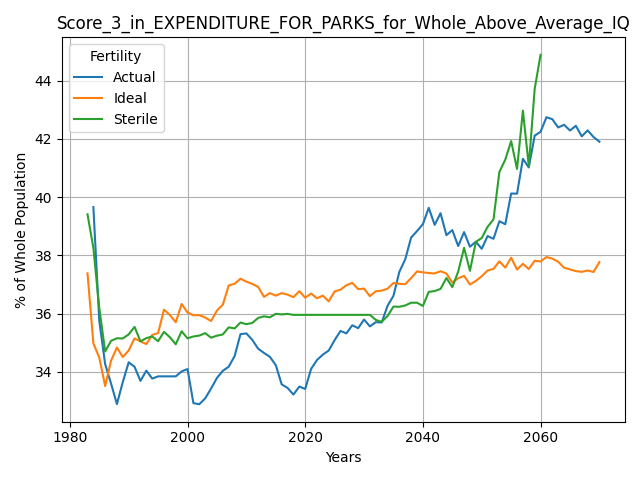 Score_3_in_EXPENDITURE_FOR_PARKS_for_Whole_Above_Average_IQ
Fertility
Actual
Ideal
Sterile
% of Whole Population
44
42
40
38
36
34
1980
2000
2020
2040
2060
Years